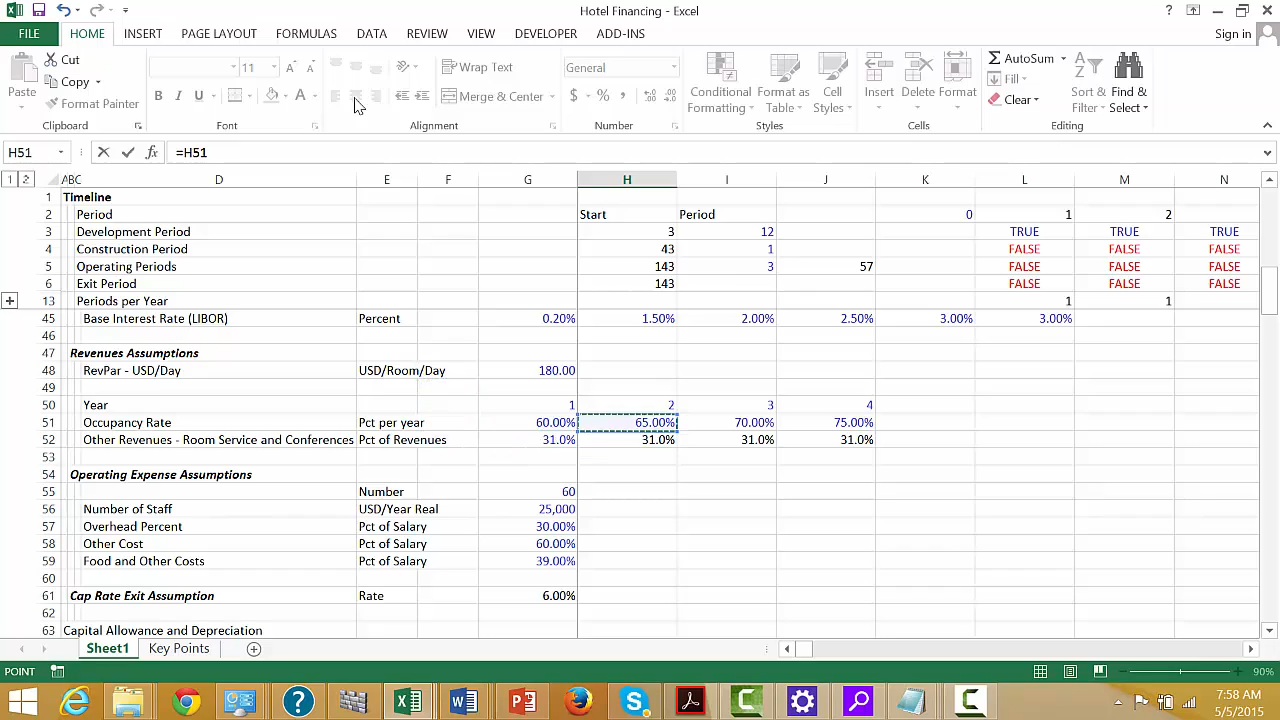 Hotel Financing - Excel
?
FILE HOME INSERT PAGE LAYOUT FORMULAS DATA REVIEW VIEW DEVELOPER ADD-INS Sign in
Paste Cut Copy Format Painter
Clipboard
11 A A
B I U A
Font
Wrap Text
Merge & Center
Alignment
General
$ % ,
Number
Conditional Formatting Format as Table Cell Styles
Styles
Insert Delete Format
Cells
AutoSum
Fill
Clear
Sort & Filter Find & Select
Editing
H51 fx =H51
1 2 ABC D E F G H I J K L M N
1 Timeline
2 Period Start Period 0 1 2
3 Development Period 3 12 TRUE TRUE TRUE
4 Construction Period 43 1 FALSE FALSE FALSE
5 Operating Periods 143 3 57 FALSE FALSE FALSE
6 Exit Period 143 FALSE FALSE FALSE
13 Periods per Year 1 1
45 Base Interest Rate (LIBOR) Percent 0.20% 1.50% 2.00% 2.50% 3.00% 3.00%
46
47 Revenues Assumptions
48 RevPar - USD/Day USD/Room/Day 180.00
49
50 Year 1 2 3 4
51 Occupancy Rate Pct per year 60.00% 65.00% 70.00% 75.00%
52 Other Revenues - Room Service and Conferences Pct of Revenues 31.0% 31.0% 31.0% 31.0%
53
54 Operating Expense Assumptions
55 Number 60
56 Number of Staff USD/Year Real 25,000
57 Overhead Percent Pct of Salary 30.00%
58 Other Cost Pct of Salary 60.00%
59 Food and Other Costs Pct of Salary 39.00%
60
61 Cap Rate Exit Assumption Rate 6.00%
62
63 Capital Allowance and Depreciation
Sheet1 Key Points
POINT 90%
7:58 AM
5/5/2015